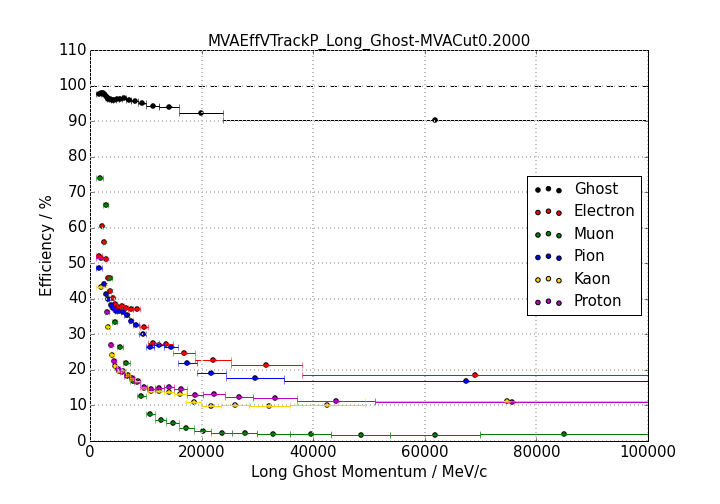 MVAEffVTrackP_Long_Ghost-MVACut0.2000
110
100
90
80
70
60
50
40
30
20
10
0
Efficiency / %
Ghost
Electron
Muon
Pion
Kaon
Proton
0 20000 40000 60000 80000 100000
Long Ghost Momentum / MeV/c